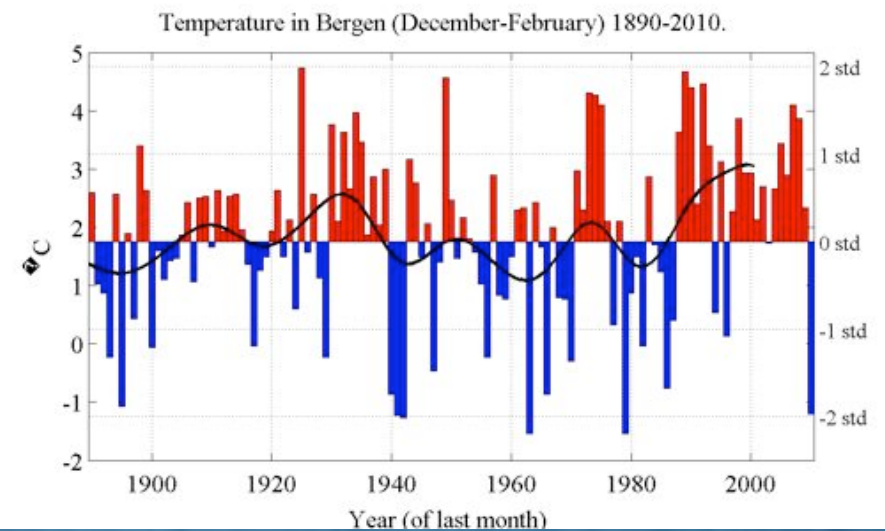 Temperature in Bergen (December-February) 1890-2010.
5
4
3
2
1
0
-1
-2
�C
2 std
1 std
0 std
-1 std
-2 std
1900 1920 1940 1960 1980 2000
Year (of last month)